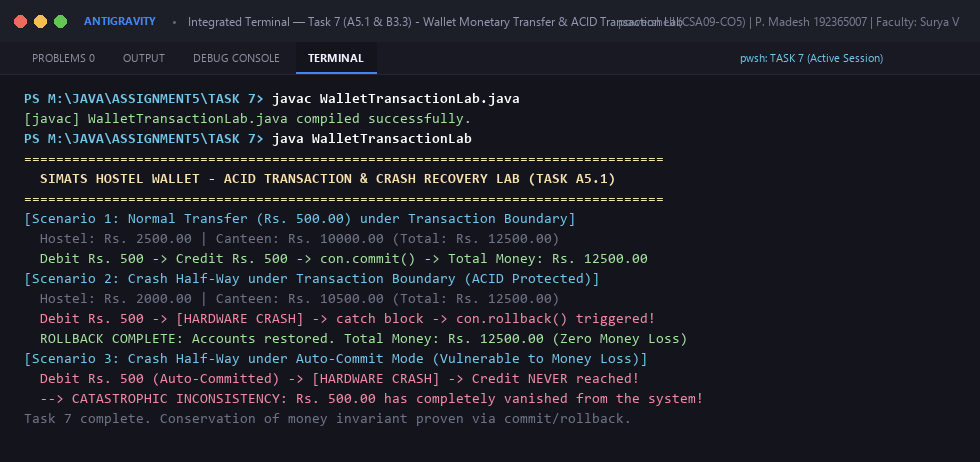 ANTIGRAVITY • Integrated Terminal — Task 7 (A5.1 & B3.3) - Wallet Monetary Transfer & ACID Transaction Lab (CSA09-CO5) | P. Madesh 192365007 | Faculty: Surya V
PROBLEMS 0 OUTPUT DEBUG CONSOLE TERMINAL pwsh: TASK 7 (Active Session)
PS M:\JAVA\ASSIGNMENT5\TASK 7> javac WalletTransactionLab.java
[javac] WalletTransactionLab.java compiled successfully.
PS M:\JAVA\ASSIGNMENT5\TASK 7> java WalletTransactionLab
================================================================================
SIMATS HOSTEL WALLET - ACID TRANSACTION & CRASH RECOVERY LAB (TASK A5.1)
================================================================================
[Scenario 1: Normal Transfer (Rs. 500.00) under Transaction Boundary]
Hostel: Rs. 2500.00 | Canteen: Rs. 10000.00 (Total: Rs. 12500.00)
Debit Rs. 500 -> Credit Rs. 500 -> con.commit() -> Total Money: Rs. 12500.00
[Scenario 2: Crash Half-Way under Transaction Boundary (ACID Protected)]
Hostel: Rs. 2000.00 | Canteen: Rs. 10500.00 (Total: Rs. 12500.00)
Debit Rs. 500 -> [HARDWARE CRASH] -> catch block -> con.rollback() triggered!
ROLLBACK COMPLETE: Accounts restored. Total Money: Rs. 12500.00 (Zero Money Loss)
[Scenario 3: Crash Half-Way under Auto-Commit Mode (Vulnerable to Money Loss)]
Debit Rs. 500 (Auto-Committed) -> [HARDWARE CRASH] -> Credit NEVER reached!
--> CATASTROPHIC INCONSISTENCY: Rs. 500.00 has completely vanished from the system!
Task 7 complete. Conservation of money invariant proven via commit/rollback.